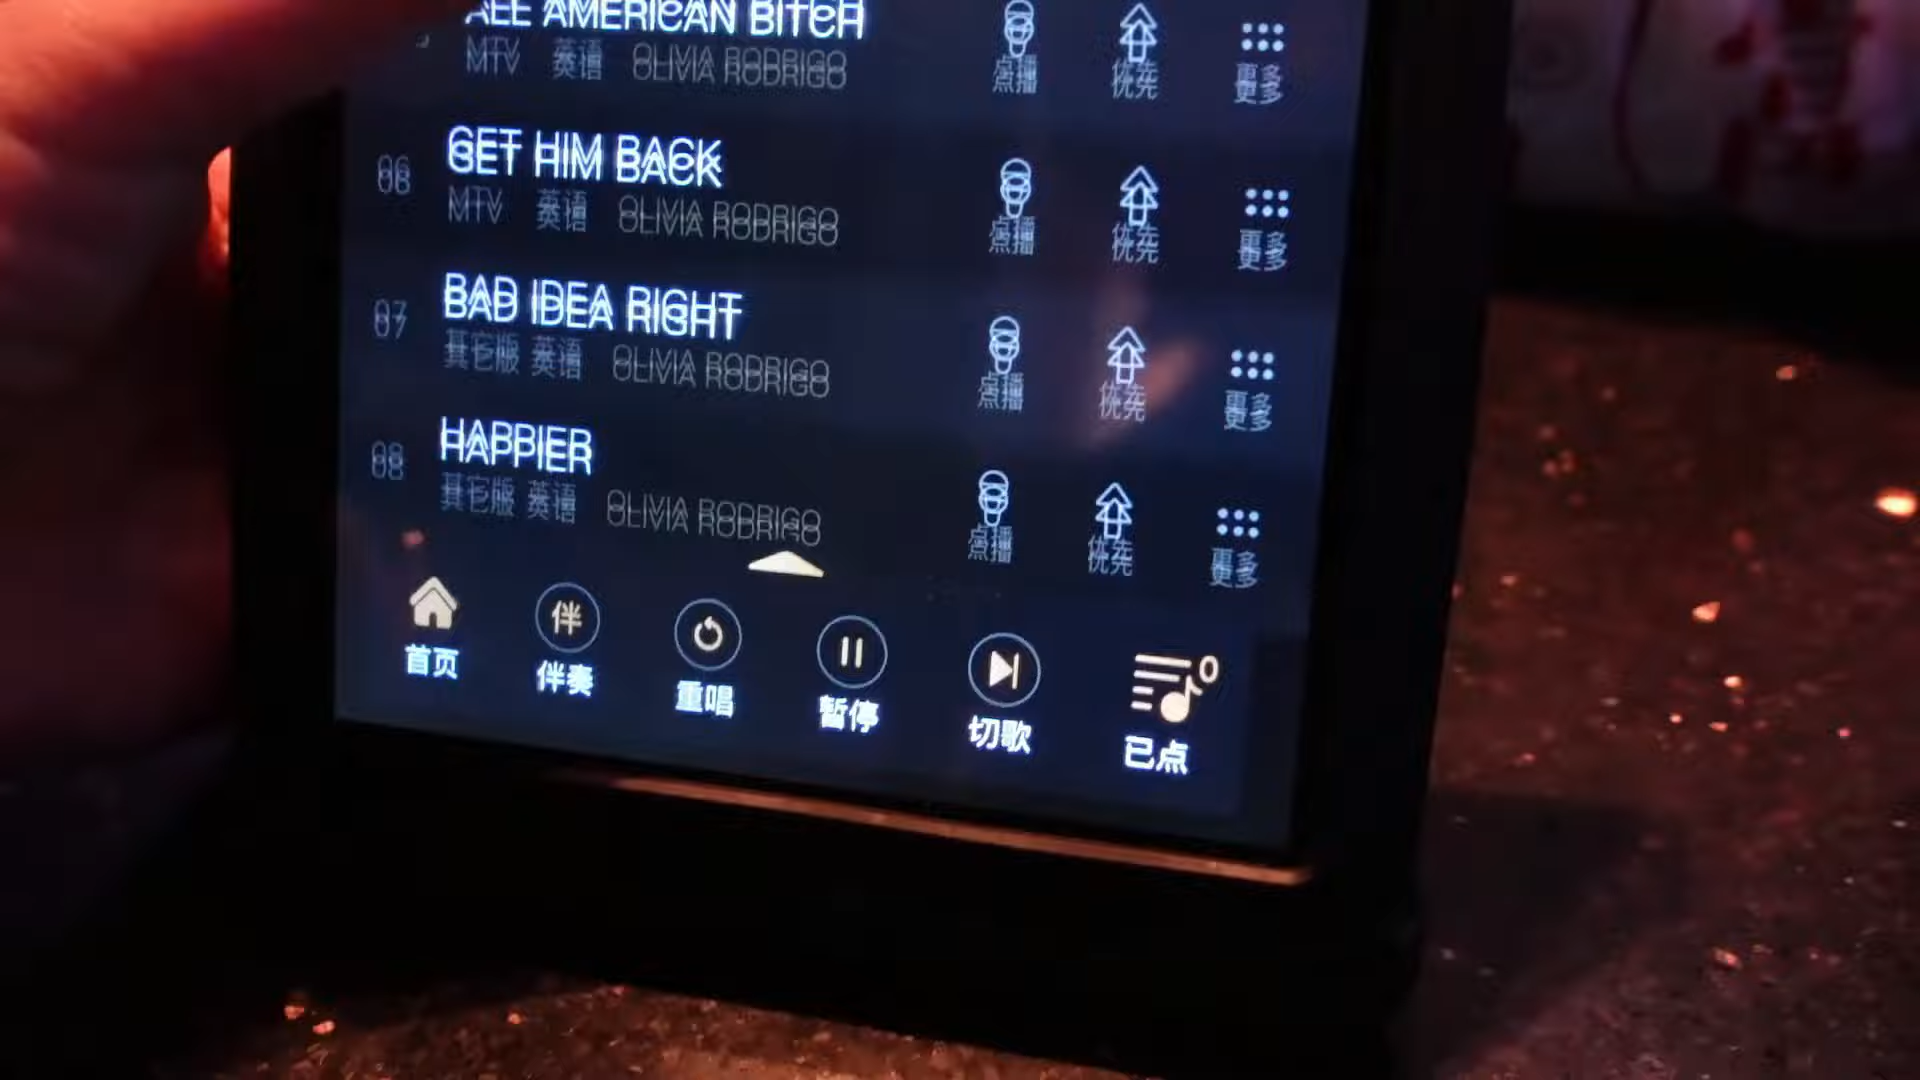 ALL AMERICAN BITCH
MTV 英语 OLIVIA RODRIGO
点播 优先 更多
06 GET HIM BACK
MTV 英语 OLIVIA RODRIGO
点播 优先 更多
07 BAD IDEA RIGHT
其它版 英语 OLIVIA RODRIGO
点播 优先 更多
08 HAPPIER
其它版 英语 OLIVIA RODRIGO
点播 优先 更多
伴 0
首页 伴奏 重唱 暂停 切歌 已点